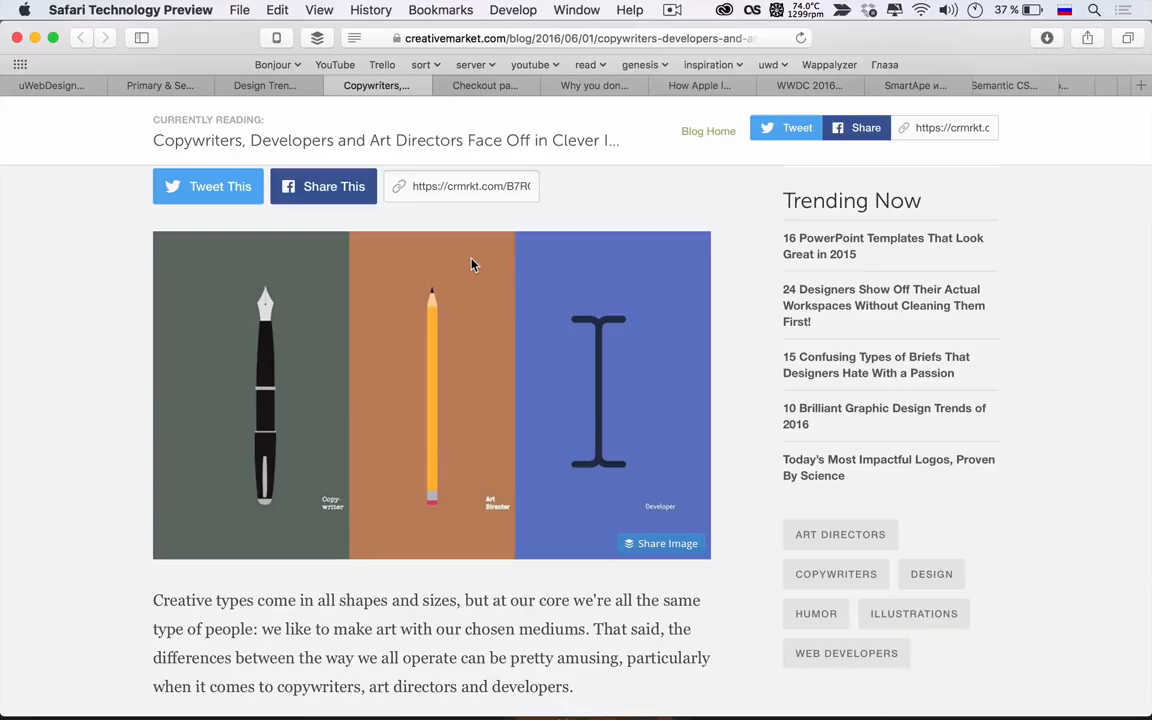 Safari Technology Preview File Edit View History Bookmarks Develop Window Help 74.0°C 1299rpm 37 %
creativemarket.com/blog/2016/06/01/copywriters-developers-and-a
Bonjour YouTube Trello sort server youtube read genesis inspiration uwd Wappalyzer Глаза
uWebDesign... Primary & Se... Design Tren... Copywriters,... Checkout pa... Why you don... How Apple I... WWDC 2016... SmartApe и... Semantic CS...
CURRENTLY READING:
Copywriters, Developers and Art Directors Face Off in Clever I...
Blog Home
Tweet
Share
https://crmrkt.c
Tweet This
Share This
https://crmrkt.com/B7R
Copy-
writer
Art
Director
Developer
Share Image
Creative types come in all shapes and sizes, but at our core we're all the same
type of people: we like to make art with our chosen mediums. That said, the
differences between the way we all operate can be pretty amusing, particularly
when it comes to copywriters, art directors and developers.
Trending Now
16 PowerPoint Templates That Look
Great in 2015
24 Designers Show Off Their Actual
Workspaces Without Cleaning Them
First!
15 Confusing Types of Briefs That
Designers Hate With a Passion
10 Brilliant Graphic Design Trends of
2016
Today's Most Impactful Logos, Proven
By Science
ART DIRECTORS
COPYWRITERS
DESIGN
HUMOR
ILLUSTRATIONS
WEB DEVELOPERS